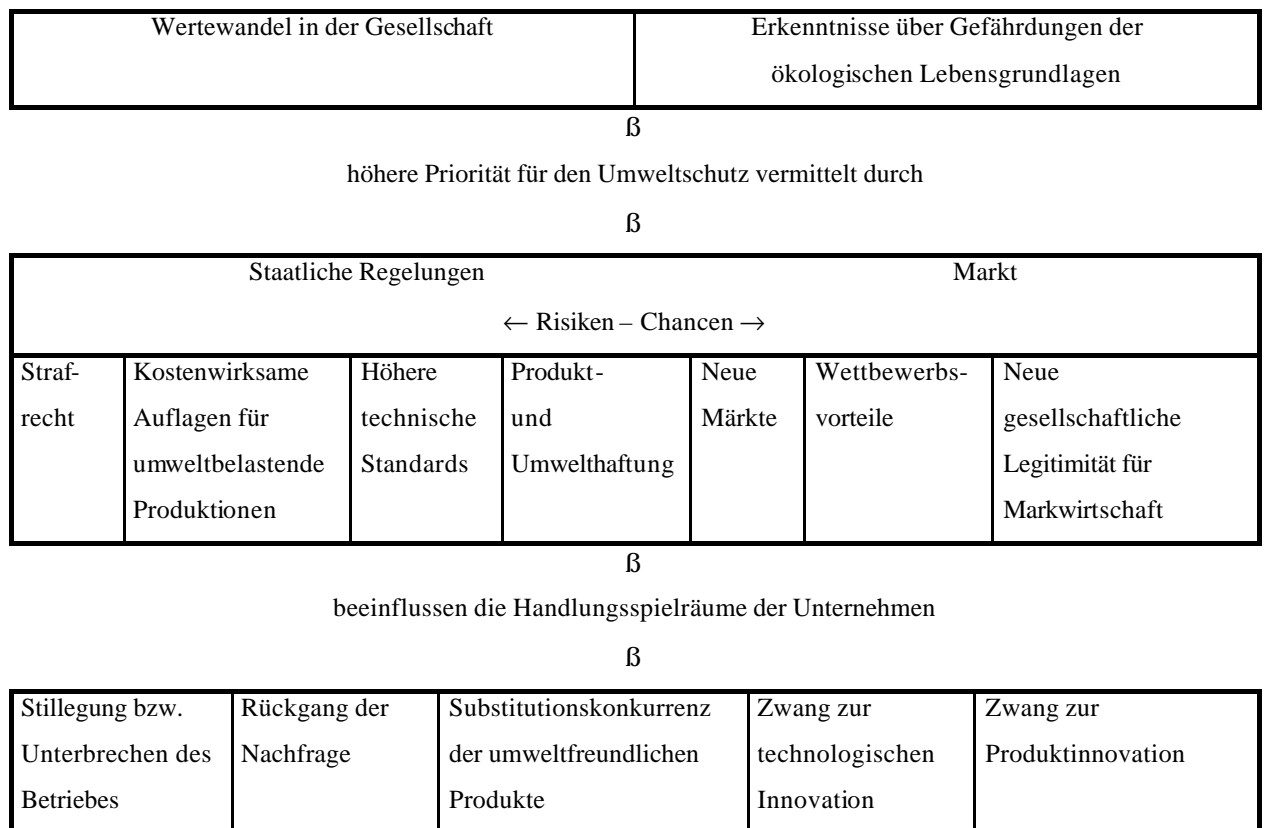 Wertewandel in der Gesellschaft
Erkenntnisse über Gefährdungen der
ökologischen Lebensgrundlagen
ß
höhere Priorität für den Umweltschutz vermittelt durch
ß
Staatliche Regelungen
Markt
← Risiken – Chancen →
Straf-
recht
Kostenwirksame
Auflagen für
umweltbelastende
Produktionen
Höhere
technische
Standards
Produkt-
und
Umwelthaftung
Neue
Märkte
Wettbewerbs-
vorteile
Neue
gesellschaftliche
Legitimität für
Markwirtschaft
ß
beeinflussen die Handlungsspielräume der Unternehmen
ß
Stillegung bzw.
Unterbrechen des
Betriebes
Rückgang der
Nachfrage
Substitutionskonkurrenz
der umweltfreundlichen
Produkte
Zwang zur
technologischen
Innovation
Zwang zur
Produktinnovation